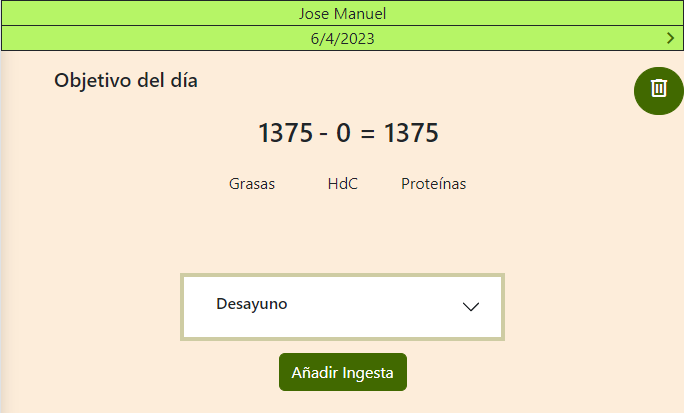 Jose Manuel
6/4/2023
Objetivo del día
1375 - 0 = 1375
Grasas HdC Proteínas
Desayuno
Añadir Ingesta